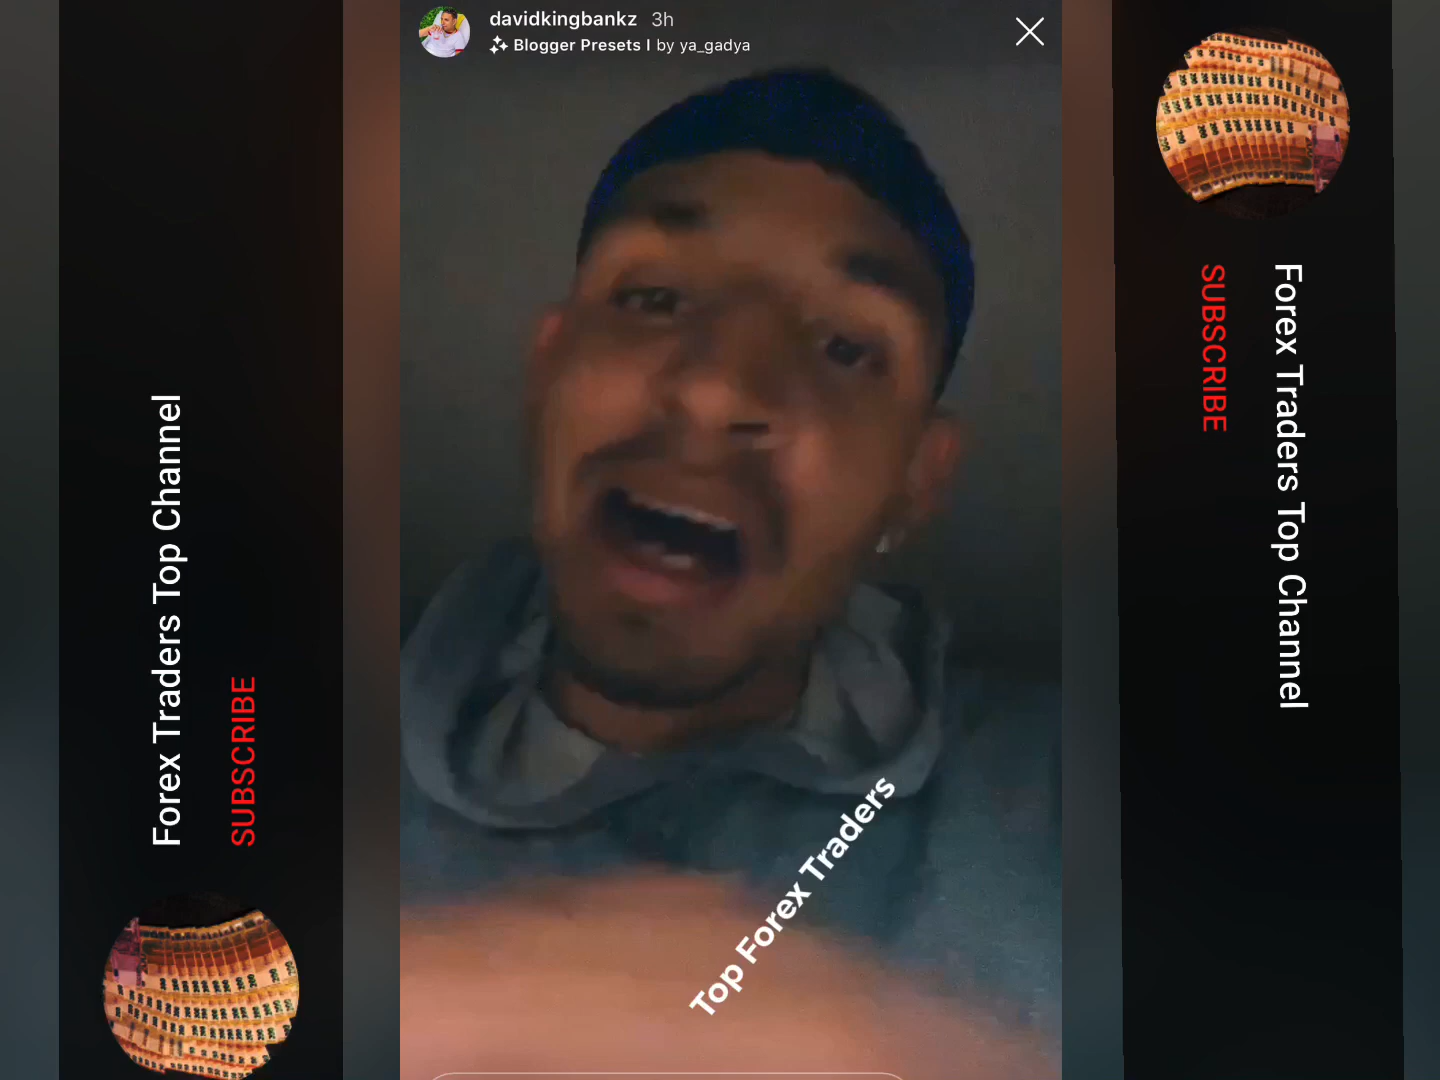 davidkingbankz 3h
Blogger Presets I by ya_gadya
Forex Traders Top Channel
SUBSCRIBE
Top Forex Traders
Forex Traders Top Channel
SUBSCRIBE